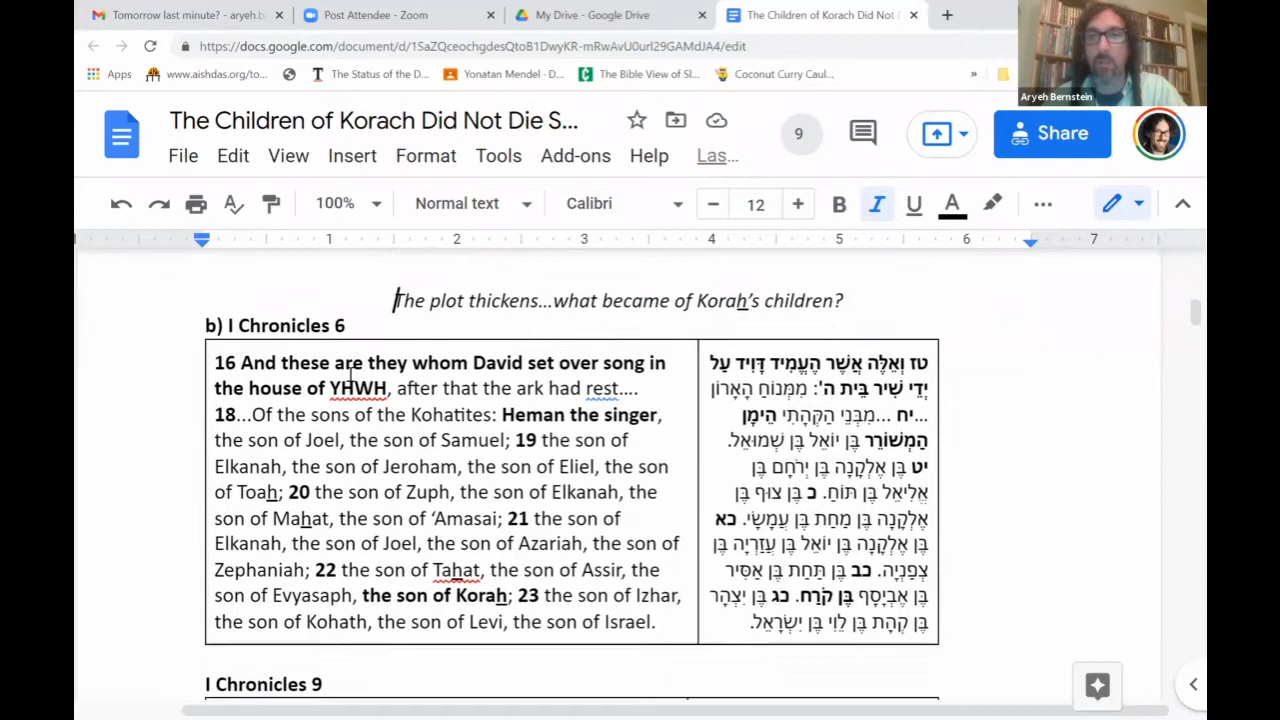 Tomorrow last minute? - aryeh.b
Post Attendee - Zoom
My Drive - Google Drive
The Children of Korach Did Not D
https://docs.google.com/document/d/1SaZQceochgdesQtoB1DwyKR-mRwAvU0url29GAMdJA4/edit
Apps
www.aishdas.org/to...
The Status of the D...
Yonatan Mendel - D...
The Bible View of Sl...
Coconut Curry Caul...
»
Aryeh Bernstein
The Children of Korach Did Not Die S...
9
Share
File Edit View Insert Format Tools Add-ons Help Las...
100% Normal text Calibri 12 B I U A
1 2 3 4 5 6 7
The plot thickens...what became of Korah's children?
b) I Chronicles 6
16 And these are they whom David set over song in
the house of YHWH, after that the ark had rest....
18...Of the sons of the Kohatites: Heman the singer,
the son of Joel, the son of Samuel; 19 the son of
Elkanah, the son of Jeroham, the son of Eliel, the son
of Toah; 20 the son of Zuph, the son of Elkanah, the
son of Mahat, the son of ‘Amasai; 21 the son of
Elkanah, the son of Joel, the son of Azariah, the son of
Zephaniah; 22 the son of Tahat, the son of Assir, the
son of Evyasaph, the son of Korah; 23 the son of Izhar,
the son of Kohath, the son of Levi, the son of Israel.
טז וְאֵלֶּה אֲשֶׁר הֶעֱמִיד דָּוִיד עַל
יְדֵי שִׁיר בֵּית ה': מִמְּנוֹחַ הָאָרוֹן
...יח ...מִבְּנֵי הַקְּהָתִי הֵימָן
הַמְשׁוֹרֵר בֶּן יוֹאֵל בֶּן שְׁמוּאֵל.
יט בֶּן אֶלְקָנָה בֶּן יְרֹחָם בֶּן
אֱלִיאֵל בֶּן תּוֹחַ. כ בֶּן צוּף בֶּן
אֶלְקָנָה בֶּן מַחַת בֶּן עֲמָשָׂי. כא
בֶּן אֶלְקָנָה בֶּן יוֹאֵל בֶּן עֲזַרְיָה בֶּן
צְפַנְיָה. כב בֶּן תַּחַת בֶּן אַסִּיר
בֶּן אֶבְיָסָף בֶּן קֹרַח. כג בֶּן יִצְהָר
בֶּן קְהָת בֶּן לֵוִי בֶּן יִשְׂרָאֵל.
I Chronicles 9